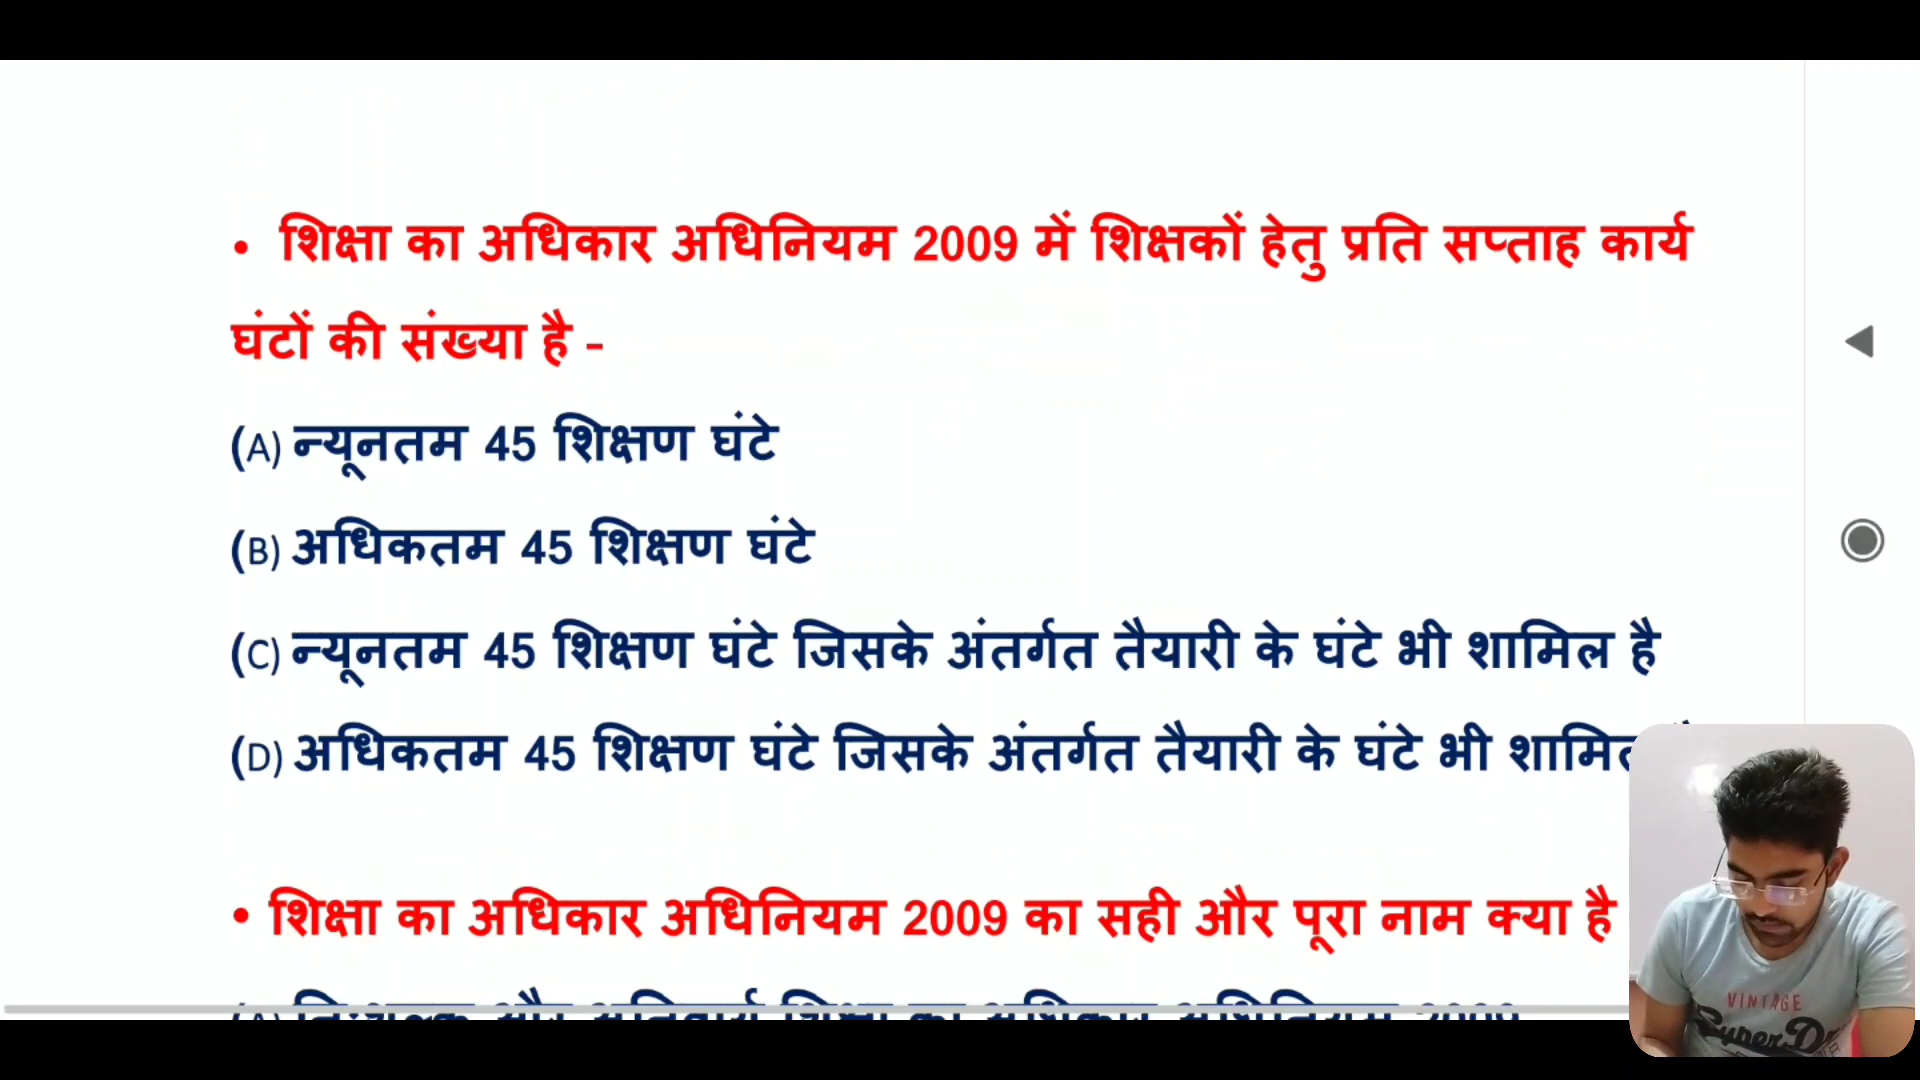 • शिक्षा का अधिकार अधिनियम 2009 में शिक्षकों हेतु प्रति सप्ताह कार्य
घंटों की संख्या है -
(A) न्यूनतम 45 शिक्षण घंटे
(B) अधिकतम 45 शिक्षण घंटे
(C) न्यूनतम 45 शिक्षण घंटे जिसके अंतर्गत तैयारी के घंटे भी शामिल है
(D) अधिकतम 45 शिक्षण घंटे जिसके अंतर्गत तैयारी के घंटे भी
• शिक्षा का अधिकार अधिनियम 2009 का सही और पूरा नाम क्या है
VINTAGE